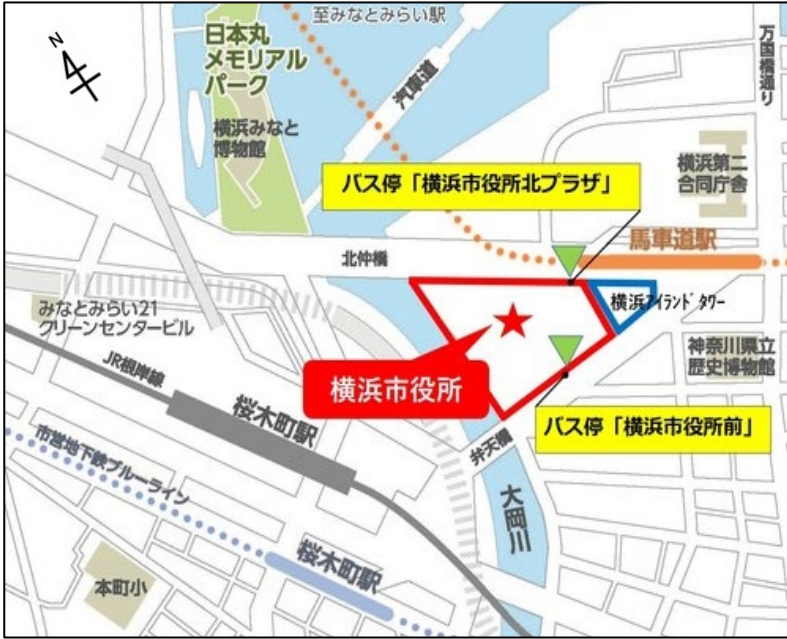 至みなとみらい駅
N
日本丸
メモリアル
パーク
万国橋通り
汽車道
横浜みなと
博物館
横浜第二
合同庁舎
バス停「横浜市役所北プラザ」
馬車道駅
北仲橋
みなとみらい21
クリーンセンタービル
横浜アイランドタワー
神奈川県立
歴史博物館
JR根岸線
横浜市役所
桜木町駅
バス停「横浜市役所前」
弁天橋
市営地下鉄ブルーライン
大岡川
桜木町駅
本町小